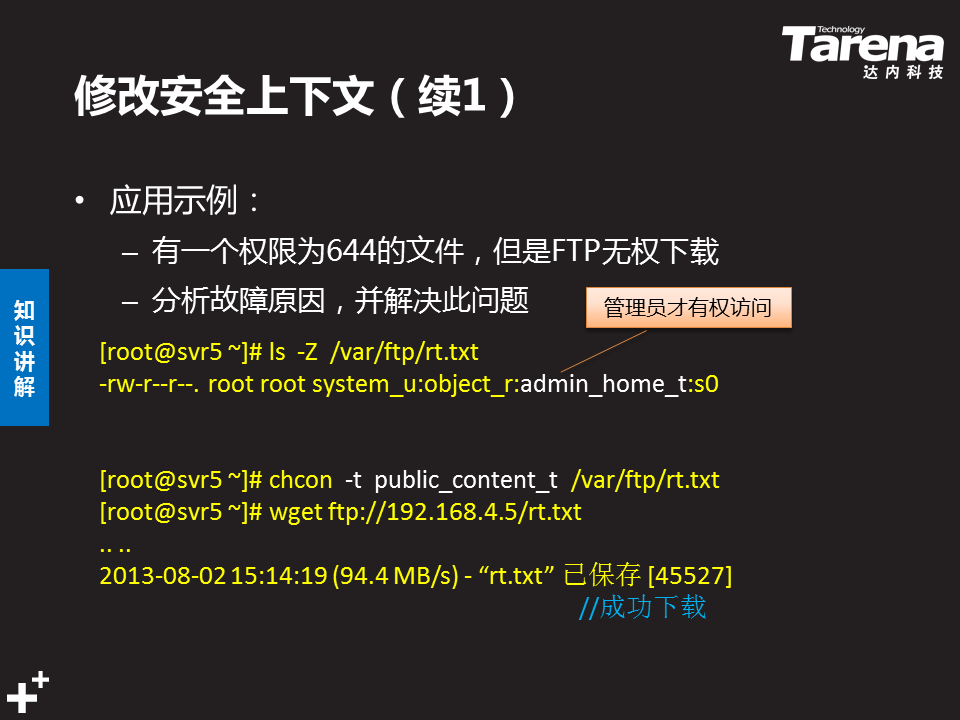 Technology
Tarena
达内科技
修改安全上下文（续1）
• 应用示例：
– 有一个权限为644的文件，但是FTP无权下载
– 分析故障原因，并解决此问题
知识讲解
管理员才有权访问
[root@svr5 ~]# ls -Z /var/ftp/rt.txt
-rw-r--r--. root root system_u:object_r:admin_home_t:s0
[root@svr5 ~]# chcon -t public_content_t /var/ftp/rt.txt
[root@svr5 ~]# wget ftp://192.168.4.5/rt.txt
.. ..
2013-08-02 15:14:19 (94.4 MB/s) - “rt.txt” 已保存 [45527]
//成功下载